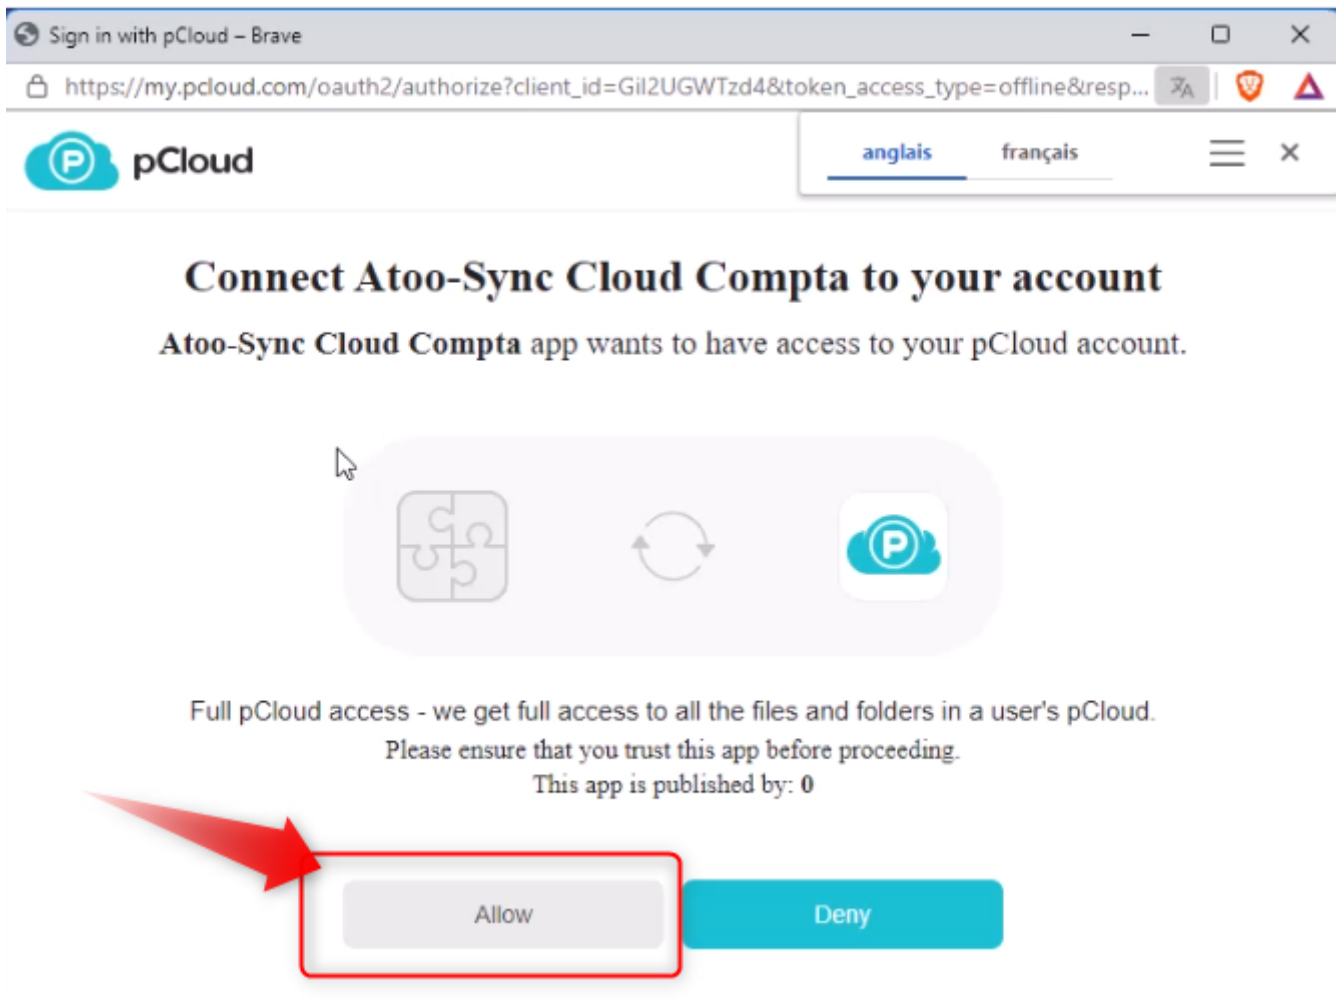 Sign in with pCloud – Brave
https://my.pcloud.com/oauth2/authorize?client_id=Gil2UGWTzd4&token_access_type=offline&resp...
pCloud
anglais français
Connect Atoo-Sync Cloud Compta to your account
Atoo-Sync Cloud Compta app wants to have access to your pCloud account.
Full pCloud access - we get full access to all the files and folders in a user's pCloud.
Please ensure that you trust this app before proceeding.
This app is published by: 0
Allow Deny